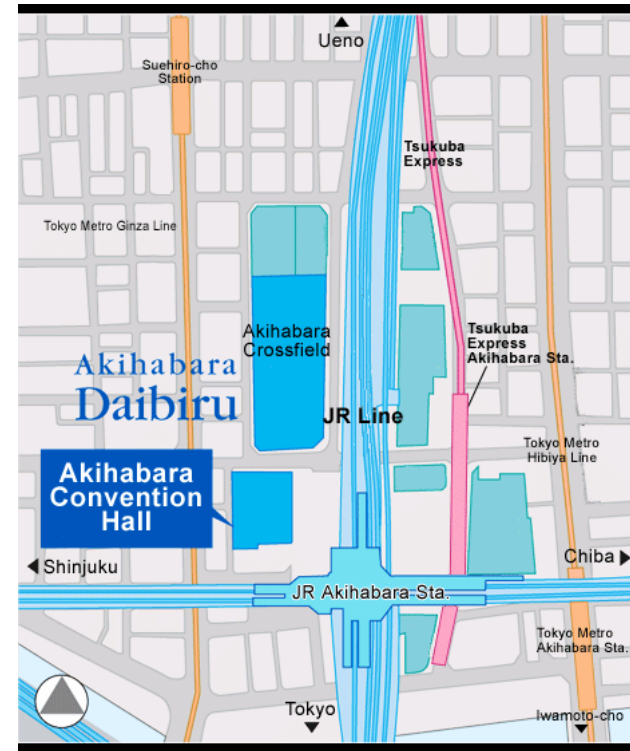 Ueno
Suehiro-cho
Station
Tsukuba
Express
Tokyo Metro Ginza Line
Akihabara
Crossfield
Tsukuba
Express
Akihabara Sta.
Akihabara
Daibiru
JR Line
Tokyo Metro
Hibiya Line
Akihabara
Convention
Hall
Shinjuku
Chiba
JR Akihabara Sta.
Tokyo Metro
Akihabara Sta.
Tokyo
Iwamoto-cho